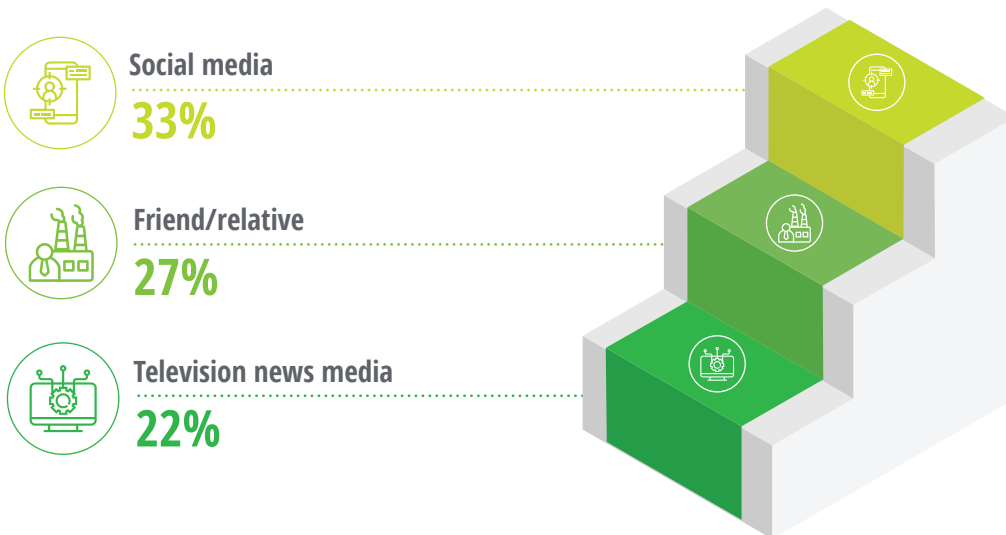 Social media
33%
Friend/relative
27%
Television news media
22%